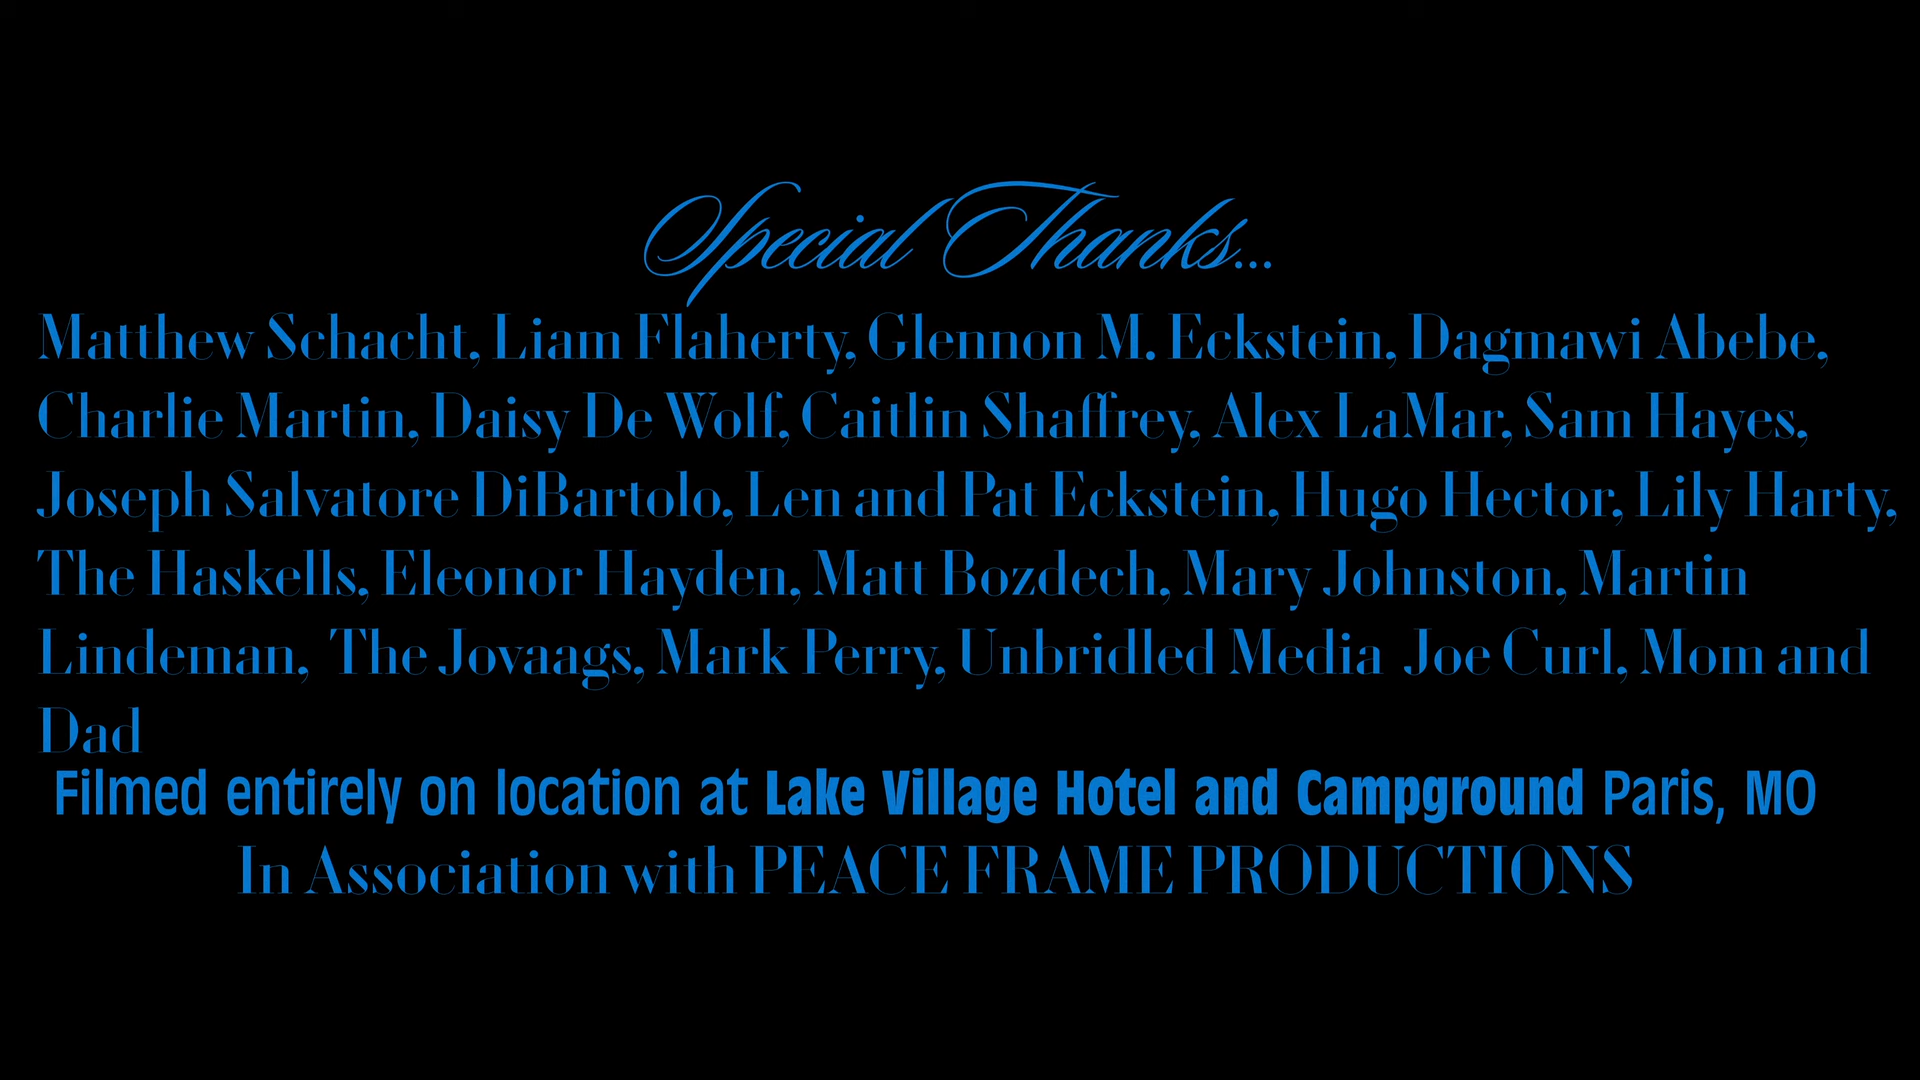 Special Thanks...
Matthew Schacht, Liam Flaherty, Glennon M. Eckstein, Dagmawi Abebe,
Charlie Martin, Daisy De Wolf, Caitlin Shaffrey, Alex LaMar, Sam Hayes,
Joseph Salvatore DiBartolo, Len and Pat Eckstein, Hugo Hector, Lily Harty,
The Haskells, Eleonor Hayden, Matt Bozdech, Mary Johnston, Martin
Lindeman,  The Jovaags, Mark Perry, Unbridled Media  Joe Curl, Mom and
Dad
Filmed entirely on location at Lake Village Hotel and Campground Paris, MO
In Association with PEACE FRAME PRODUCTIONS